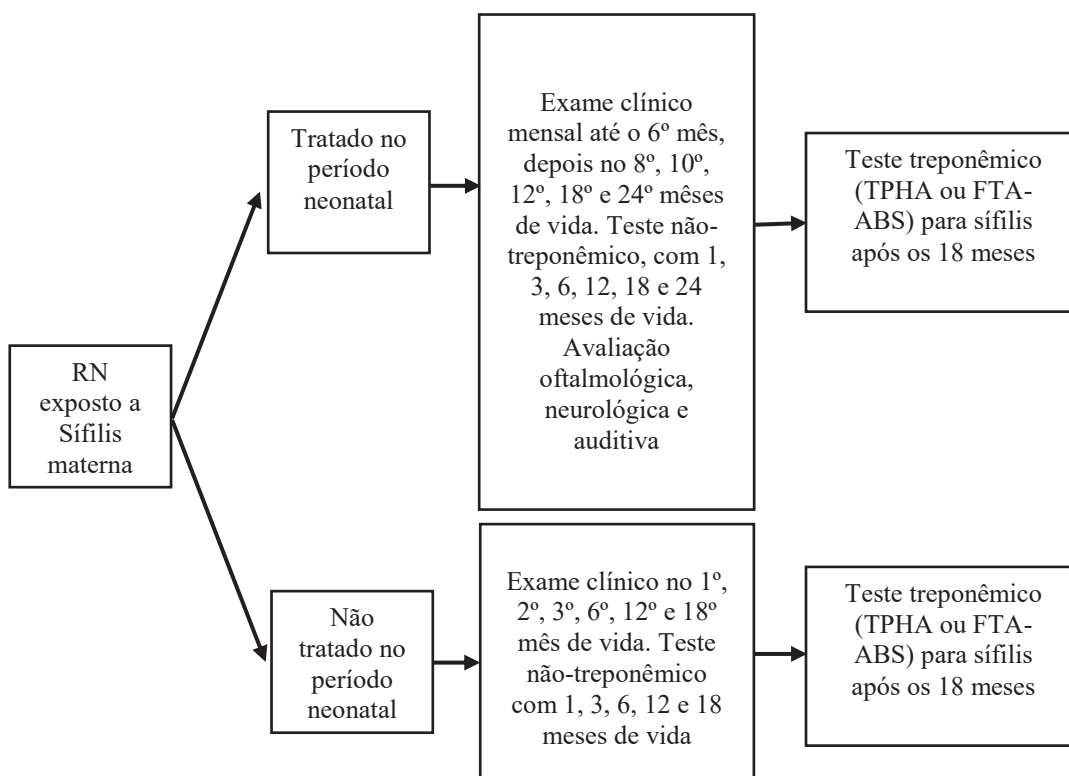 RN
exposto a
Sífilis
materna
Tratado no
período
neonatal
Exame clínico
mensal até o 6º mês,
depois no 8º, 10º,
12º, 18º e 24º mêses
de vida. Teste não-
treponêmico, com 1,
3, 6, 12, 18 e 24
meses de vida.
Avaliação
oftalmológica,
neurológica e
auditiva
Teste treponêmico
(TPHA ou FTA-
ABS) para sífilis
após os 18 meses
Não
tratado no
período
neonatal
Exame clínico no 1º,
2º, 3º, 6º, 12º e 18º
mês de vida. Teste
não-treponêmico
com 1, 3, 6, 12 e 18
meses de vida
Teste treponêmico
(TPHA ou FTA-
ABS) para sífilis
após os 18 meses